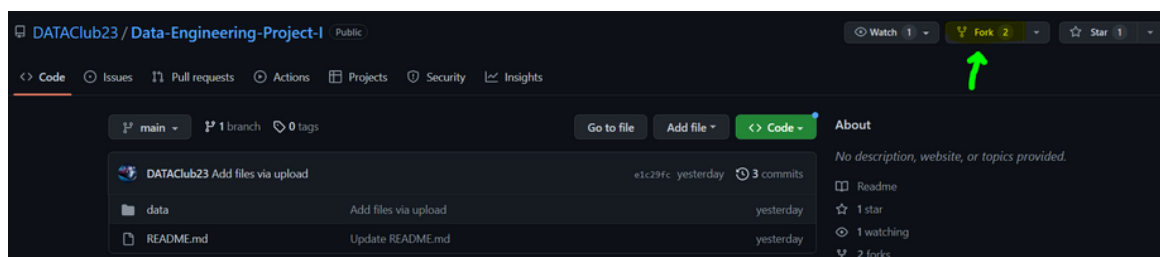 DATAClub23 / Data-Engineering-Project-I Public
Watch 1 Fork 2 Star 1
Code Issues Pull requests Actions Projects Security Insights
main 1 branch 0 tags Go to file Add file <> Code
About
No description, website, or topics provided.
DATAClub23 Add files via upload e1c29fc yesterday 3 commits
Readme
data Add files via upload yesterday
1 star
README.md Update README.md yesterday
1 watching
2 forks